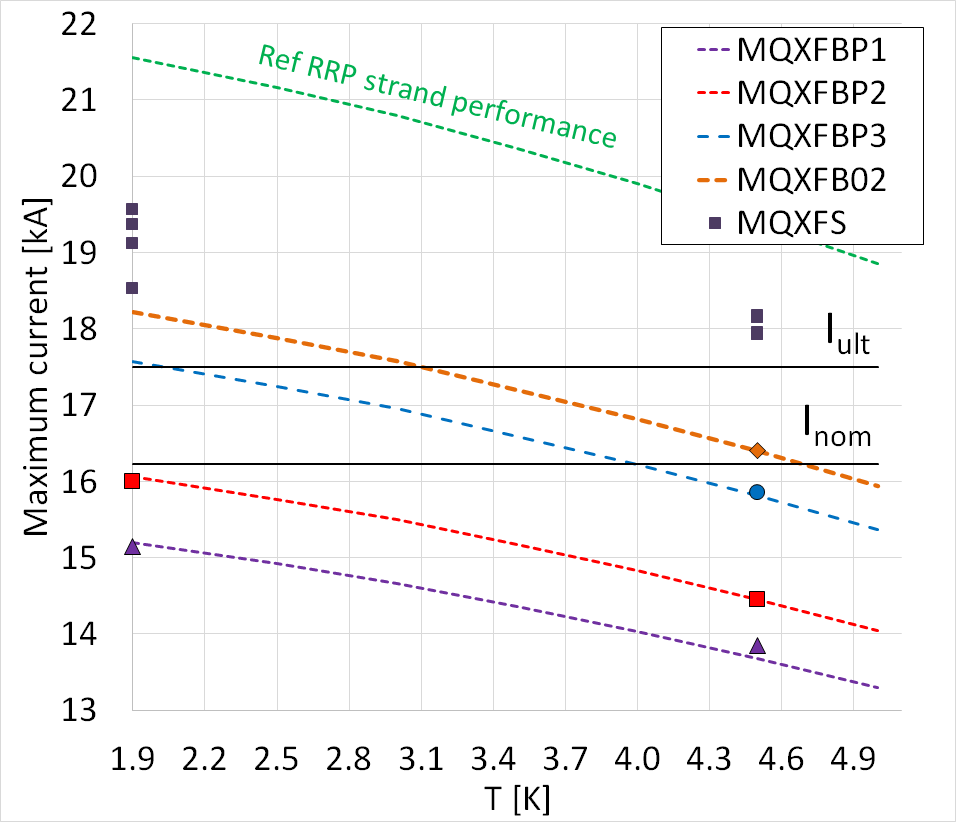 22
21
20
19
18
17
16
15
14
13
Maximum current [kA]
Ref RRP strand performance
MQXFBP1
MQXFBP2
MQXFBP3
MQXFB02
MQXFS
Iult
Inom
1.9 2.2 2.5 2.8 3.1 3.4 3.7 4.0 4.3 4.6 4.9
T [K]